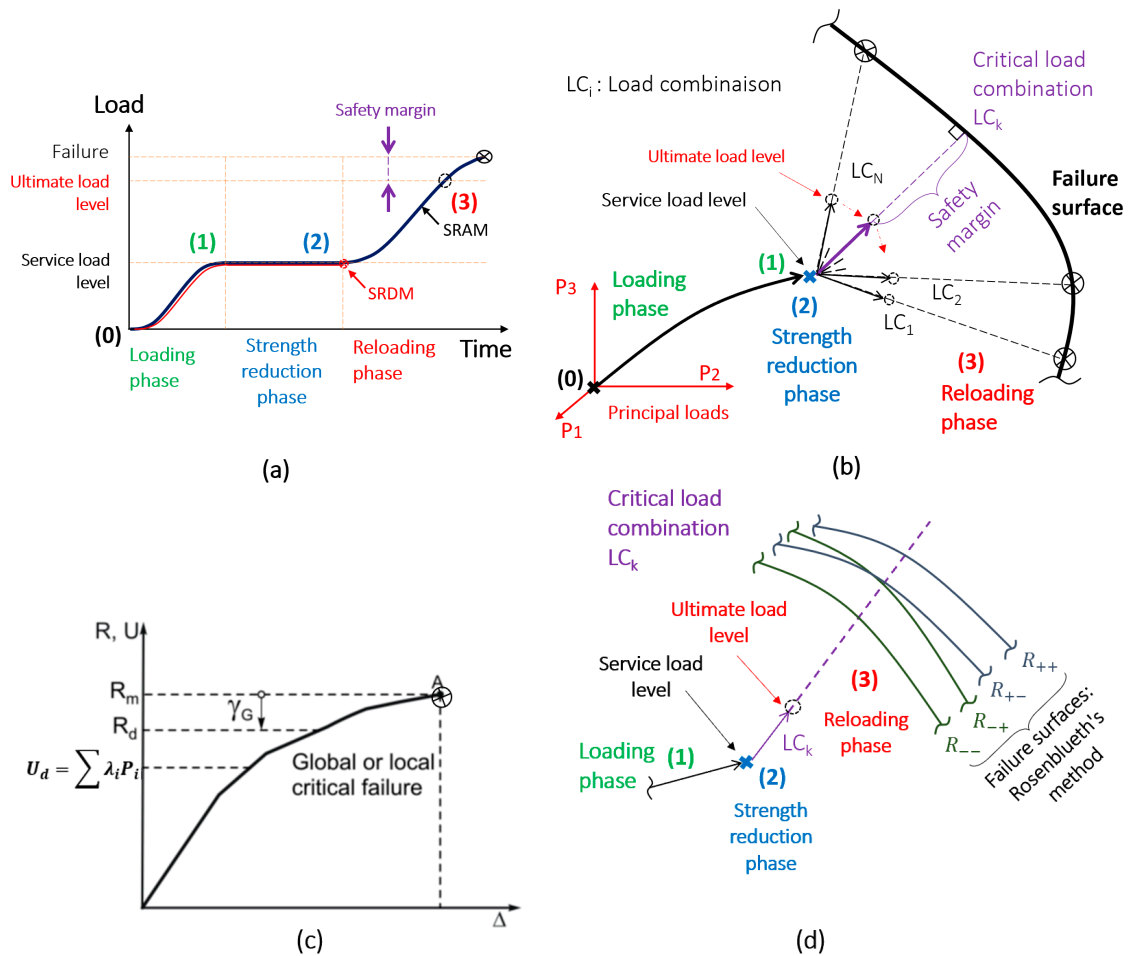 Load
Failure
Ultimate load
level
Service load
level
(0)
(1)
(2)
(3)
Safety margin
SRAM
SRDM
Time
Loading
phase
Strength
reduction
phase
Reloading
phase
(a)
LCi : Load combinaison
Critical load
combination
LCk
Ultimate load level
Service load level
LCN
Safety
margin
Failure
surface
(1)
Loading
phase
P3
P2
P1
(0)
Principal loads
(2)
Strength
reduction
phase
LC2
LC1
(3)
Reloading
phase
(b)
R, U
Rm
Rd
γG
A
Ud = ∑ λiPi
Global or local
critical failure
Δ
(c)
Critical load
combination
LCk
Ultimate load
level
Service load
level
(3)
Reloading
phase
LCk
Loading
phase
(1)
(2)
Strength
reduction
phase
R++
R+-
R-+
R--
Failure surfaces:
Rosenblueth's
method
(d)